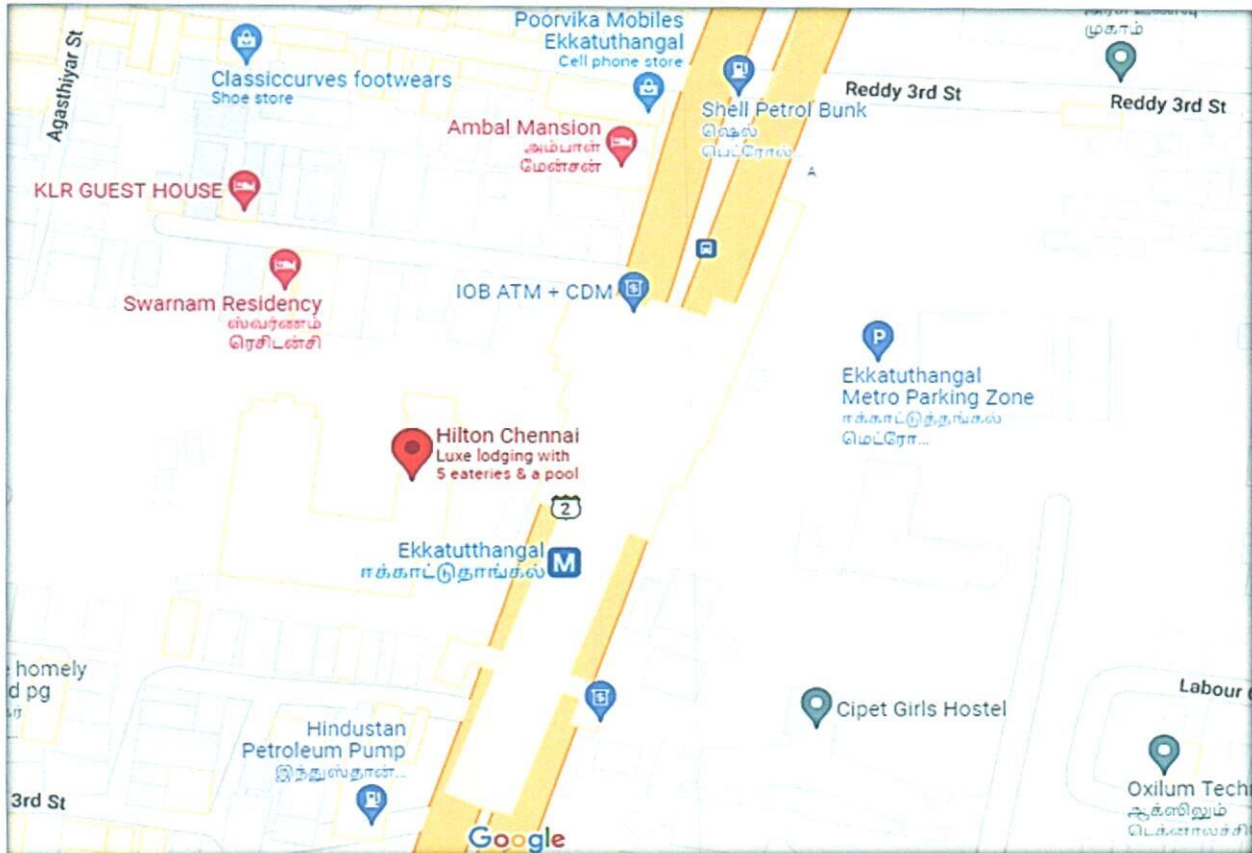 Poorvika Mobiles
Ekkatuthangal
Cell phone store
முகாம்
Agasthiyar St
Classiccurves footwears
Shoe store
Shell Petrol Bunk
ஷெல்
பெட்ரோல்...
Reddy 3rd St
Reddy 3rd St
Ambal Mansion
அம்பாள்
மேன்சன்
KLR GUEST HOUSE
Swarnam Residency
ஸ்வர்ணம்
ரெசிடன்சி
IOB ATM + CDM
P
Ekkatuthangal
Metro Parking Zone
ஈக்காட்டுத்தங்கல்
மெட்ரோ...
Hilton Chennai
Luxe lodging with
5 eateries & a pool
2
Ekkatutthangal
ஈக்காட்டுதாங்கல்
M
homely
d pg
Labour
Cipet Girls Hostel
Hindustan
Petroleum Pump
இந்துஸ்தான்...
3rd St
Oxilum Tech
ஆக்ஸிலும்
Google